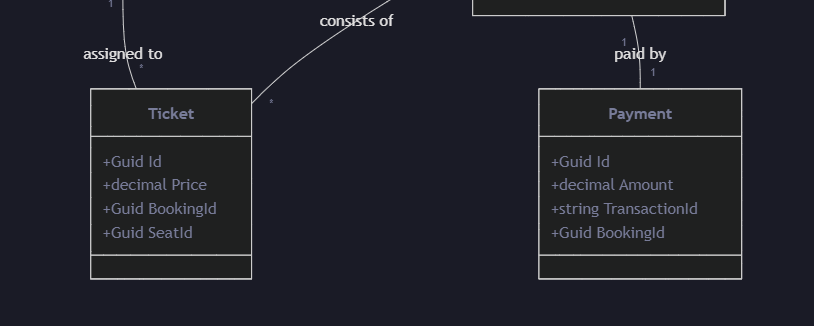 1
consists of
assigned to
*
1
paid by
1
*
Ticket
+Guid Id
+decimal Price
+Guid BookingId
+Guid SeatId
Payment
+Guid Id
+decimal Amount
+string TransactionId
+Guid BookingId